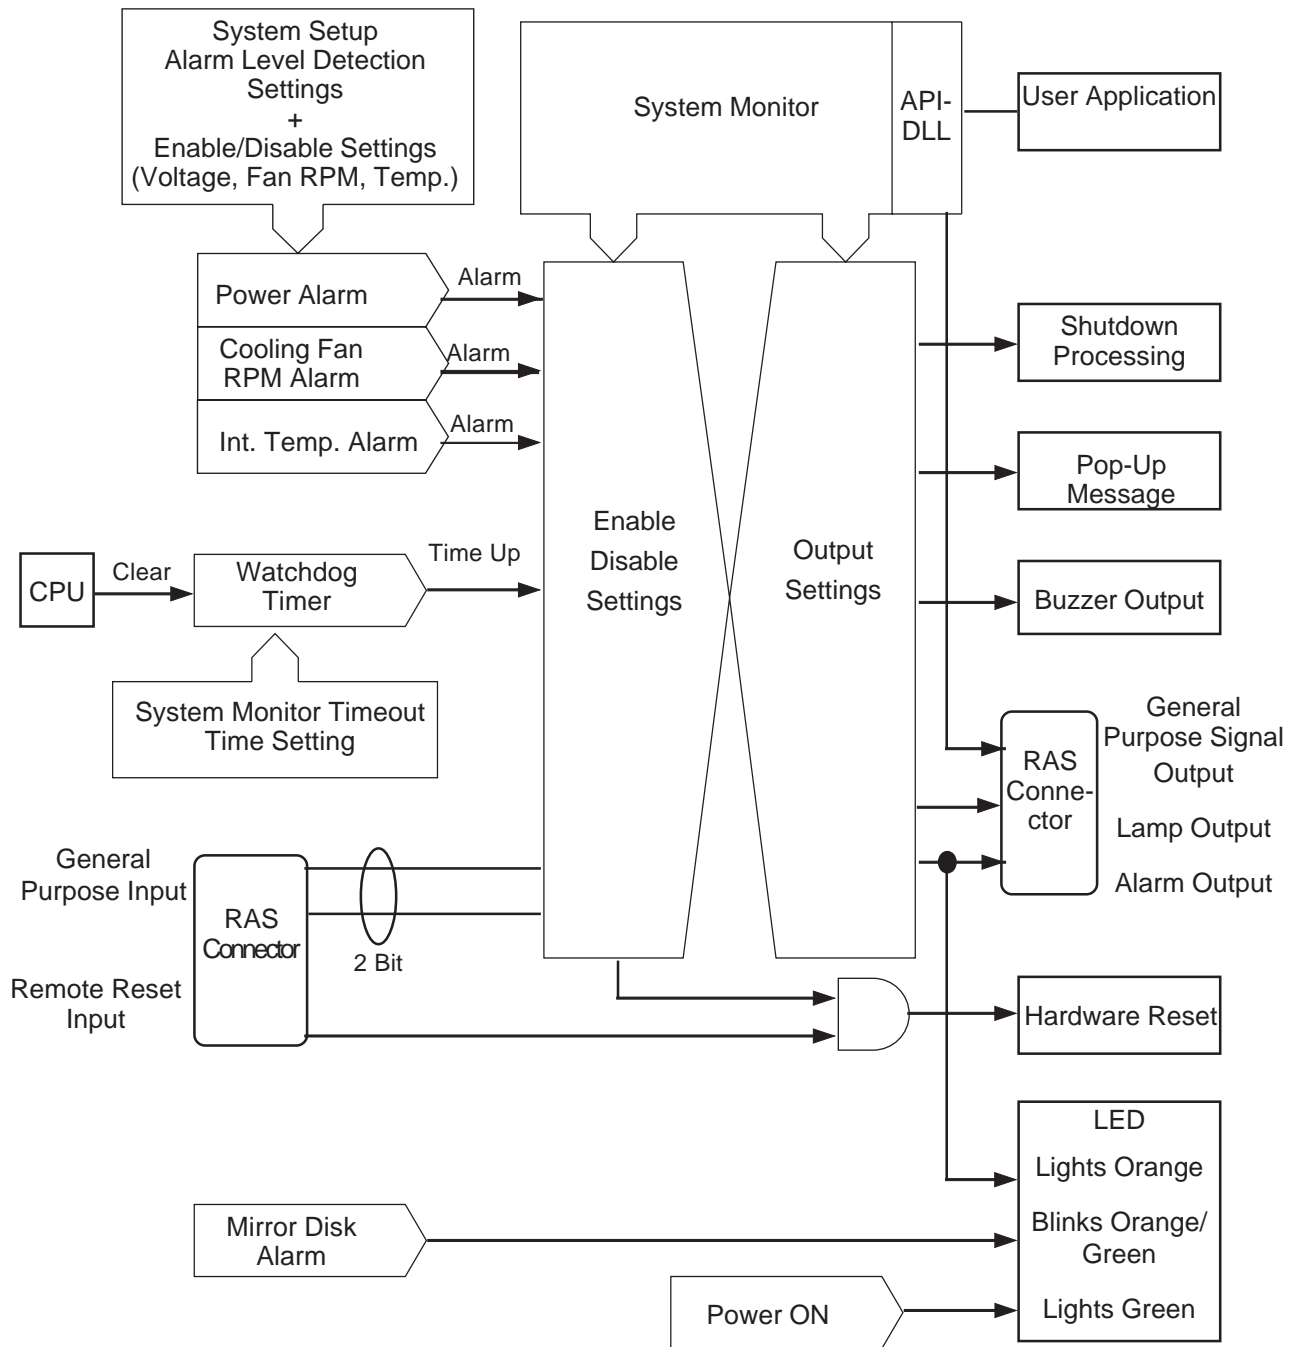 System Setup
Alarm Level Detection
Settings
+
Enable/Disable Settings
(Voltage, Fan RPM, Temp.)
System Monitor
API-
DLL
User Application
Power Alarm
Alarm
Cooling Fan
RPM Alarm
Alarm
Int. Temp. Alarm
Alarm
Shutdown
Processing
Pop-Up
Message
Enable
Disable
Settings
Output
Settings
CPU
Clear
Watchdog
Timer
Time Up
Buzzer Output
System Monitor Timeout
Time Setting
RAS
Conne-
ctor
General
Purpose Signal
Output
Lamp Output
Alarm Output
General
Purpose Input
RAS
Connector
2 Bit
Remote Reset
Input
Hardware Reset
LED
Lights Orange
Blinks Orange/
Green
Lights Green
Mirror Disk
Alarm
Power ON